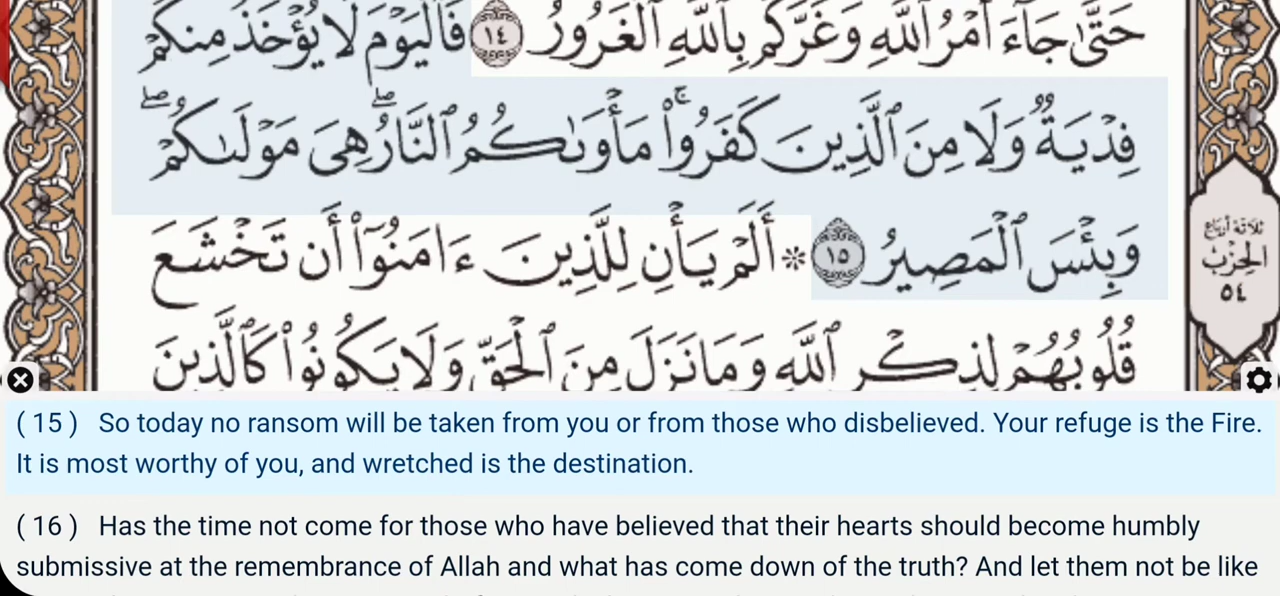 حَتَّىٰ جَآءَ أَمۡرُ ٱللَّهِ وَغَرَّكُم بِٱللَّهِ ٱلۡغَرُورُ ١٤ فَٱلۡيَوۡمَ لَا يُؤۡخَذُ مِنكُمۡ
فِدۡيَةٞ وَلَا مِنَ ٱلَّذِينَ كَفَرُواْۚ مَأۡوَىٰكُمُ ٱلنَّارُۖ هِيَ مَوۡلَىٰكُمۡۖ
وَبِئۡسَ ٱلۡمَصِيرُ ١٥ ۞ أَلَمۡ يَأۡنِ لِلَّذِينَ ءَامَنُوٓاْ أَن تَخۡشَعَ
قُلُوبُهُمۡ لِذِكۡرِ ٱللَّهِ وَمَا نَزَلَ مِنَ ٱلۡحَقِّ وَلَا يَكُونُواْ كَٱلَّذِينَ
ثلاثة أرباع
الحزب
٥٤
( 15 ) So today no ransom will be taken from you or from those who disbelieved. Your refuge is the Fire.
It is most worthy of you, and wretched is the destination.
( 16 ) Has the time not come for those who have believed that their hearts should become humbly
submissive at the remembrance of Allah and what has come down of the truth? And let them not be like